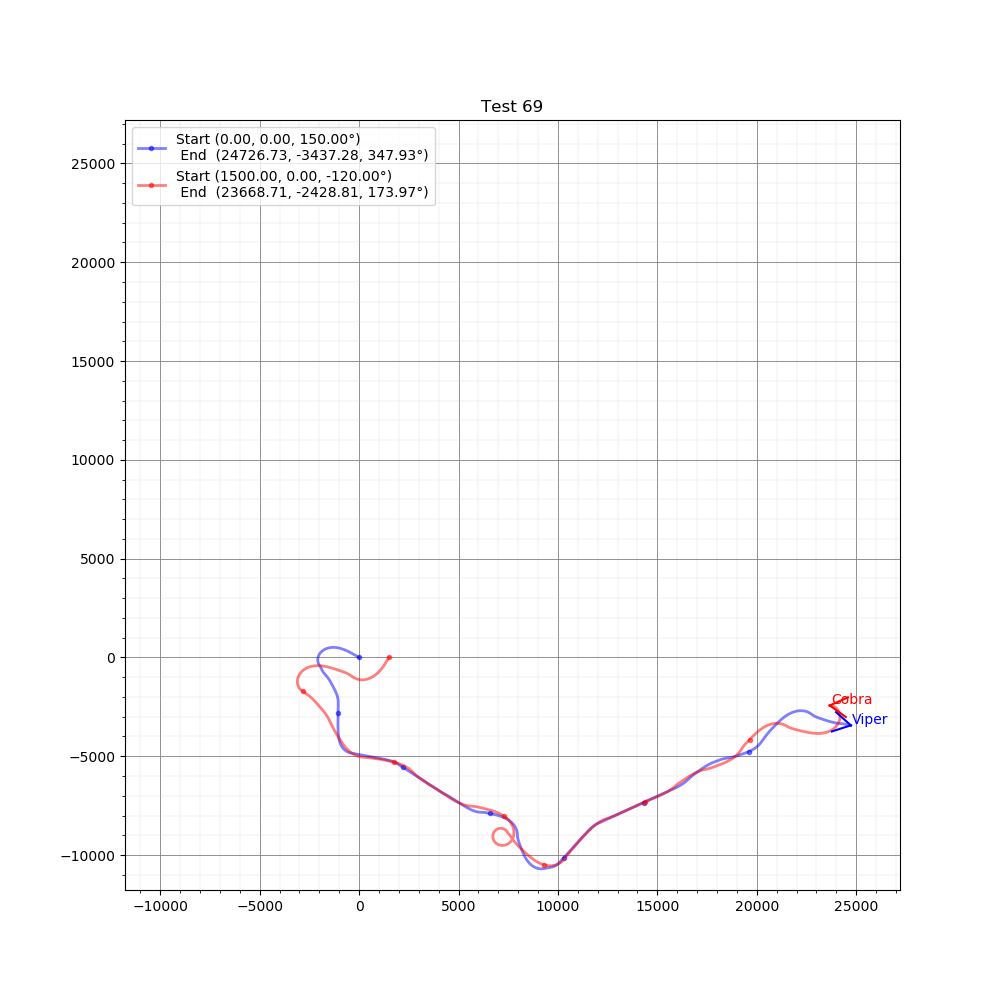 Test 69
Start (0.00, 0.00, 150.00°)
End (24726.73, -3437.28, 347.93°)
Start (1500.00, 0.00, -120.00°)
End (23668.71, -2428.81, 173.97°)
25000
20000
15000
10000
5000
0
−5000
−10000
Cobra
Viper
−10000 −5000 0 5000 10000 15000 20000 25000